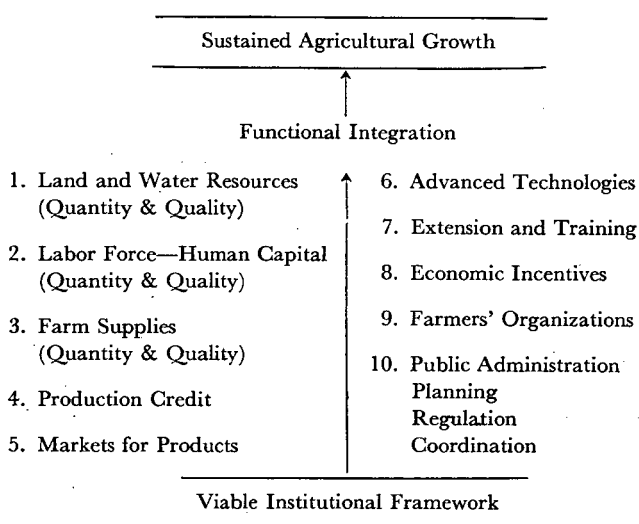 Sustained Agricultural Growth
Functional Integration
1. Land and Water Resources
(Quantity & Quality)
2. Labor Force—Human Capital
(Quantity & Quality)
3. Farm Supplies
(Quantity & Quality)
4. Production Credit
5. Markets for Products
6. Advanced Technologies
7. Extension and Training
8. Economic Incentives
9. Farmers' Organizations
10. Public Administration
Planning
Regulation
Coordination
Viable Institutional Framework